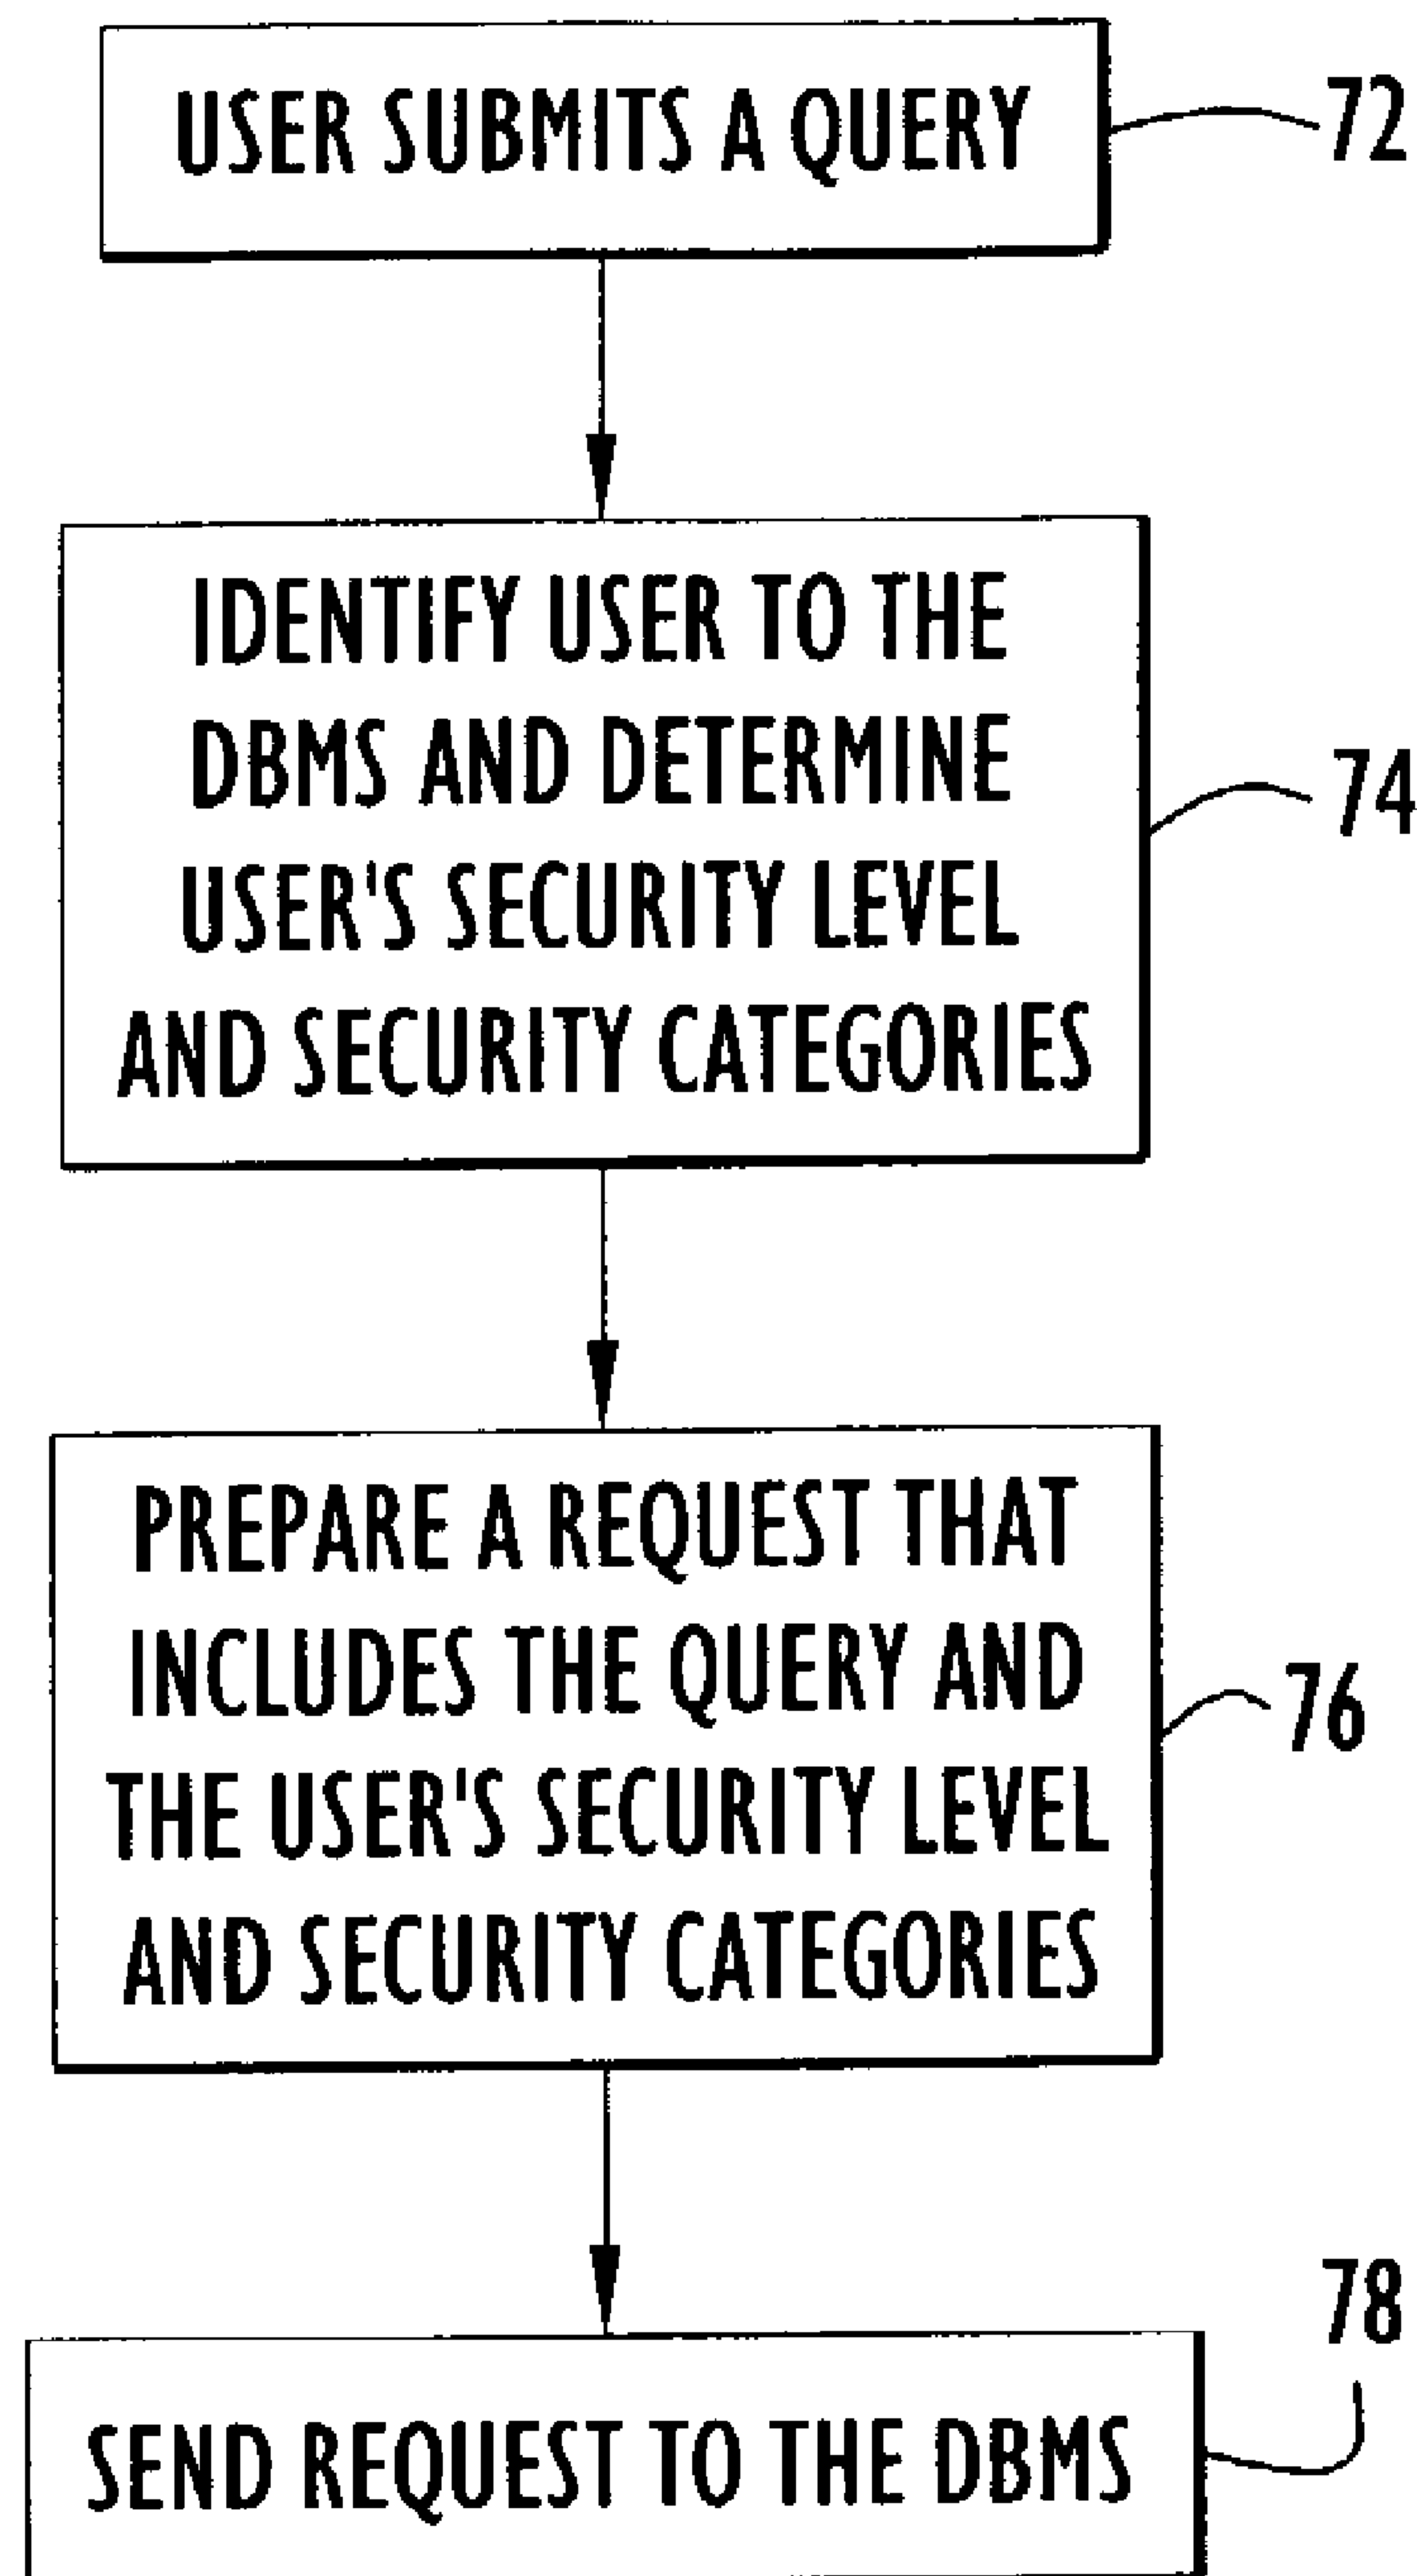 USER SUBMITS A QUERY
72
IDENTIFY USER TO THE
DBMS AND DETERMINE
USER'S SECURITY LEVEL
AND SECURITY CATEGORIES
74
PREPARE A REQUEST THAT
INCLUDES THE QUERY AND
THE USER'S SECURITY LEVEL
AND SECURITY CATEGORIES
76
78
SEND REQUEST TO THE DBMS